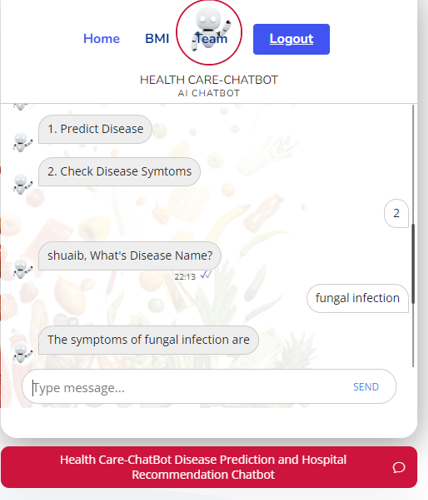 Home BMI Team Logout
HEALTH CARE-CHATBOT
AI CHATBOT
1. Predict Disease
2. Check Disease Symtoms
2
shuaib, What's Disease Name?
22:13
fungal infection
The symptoms of fungal infection are
Type message...
SEND
Health Care-ChatBot Disease Prediction and Hospital
Recommendation Chatbot